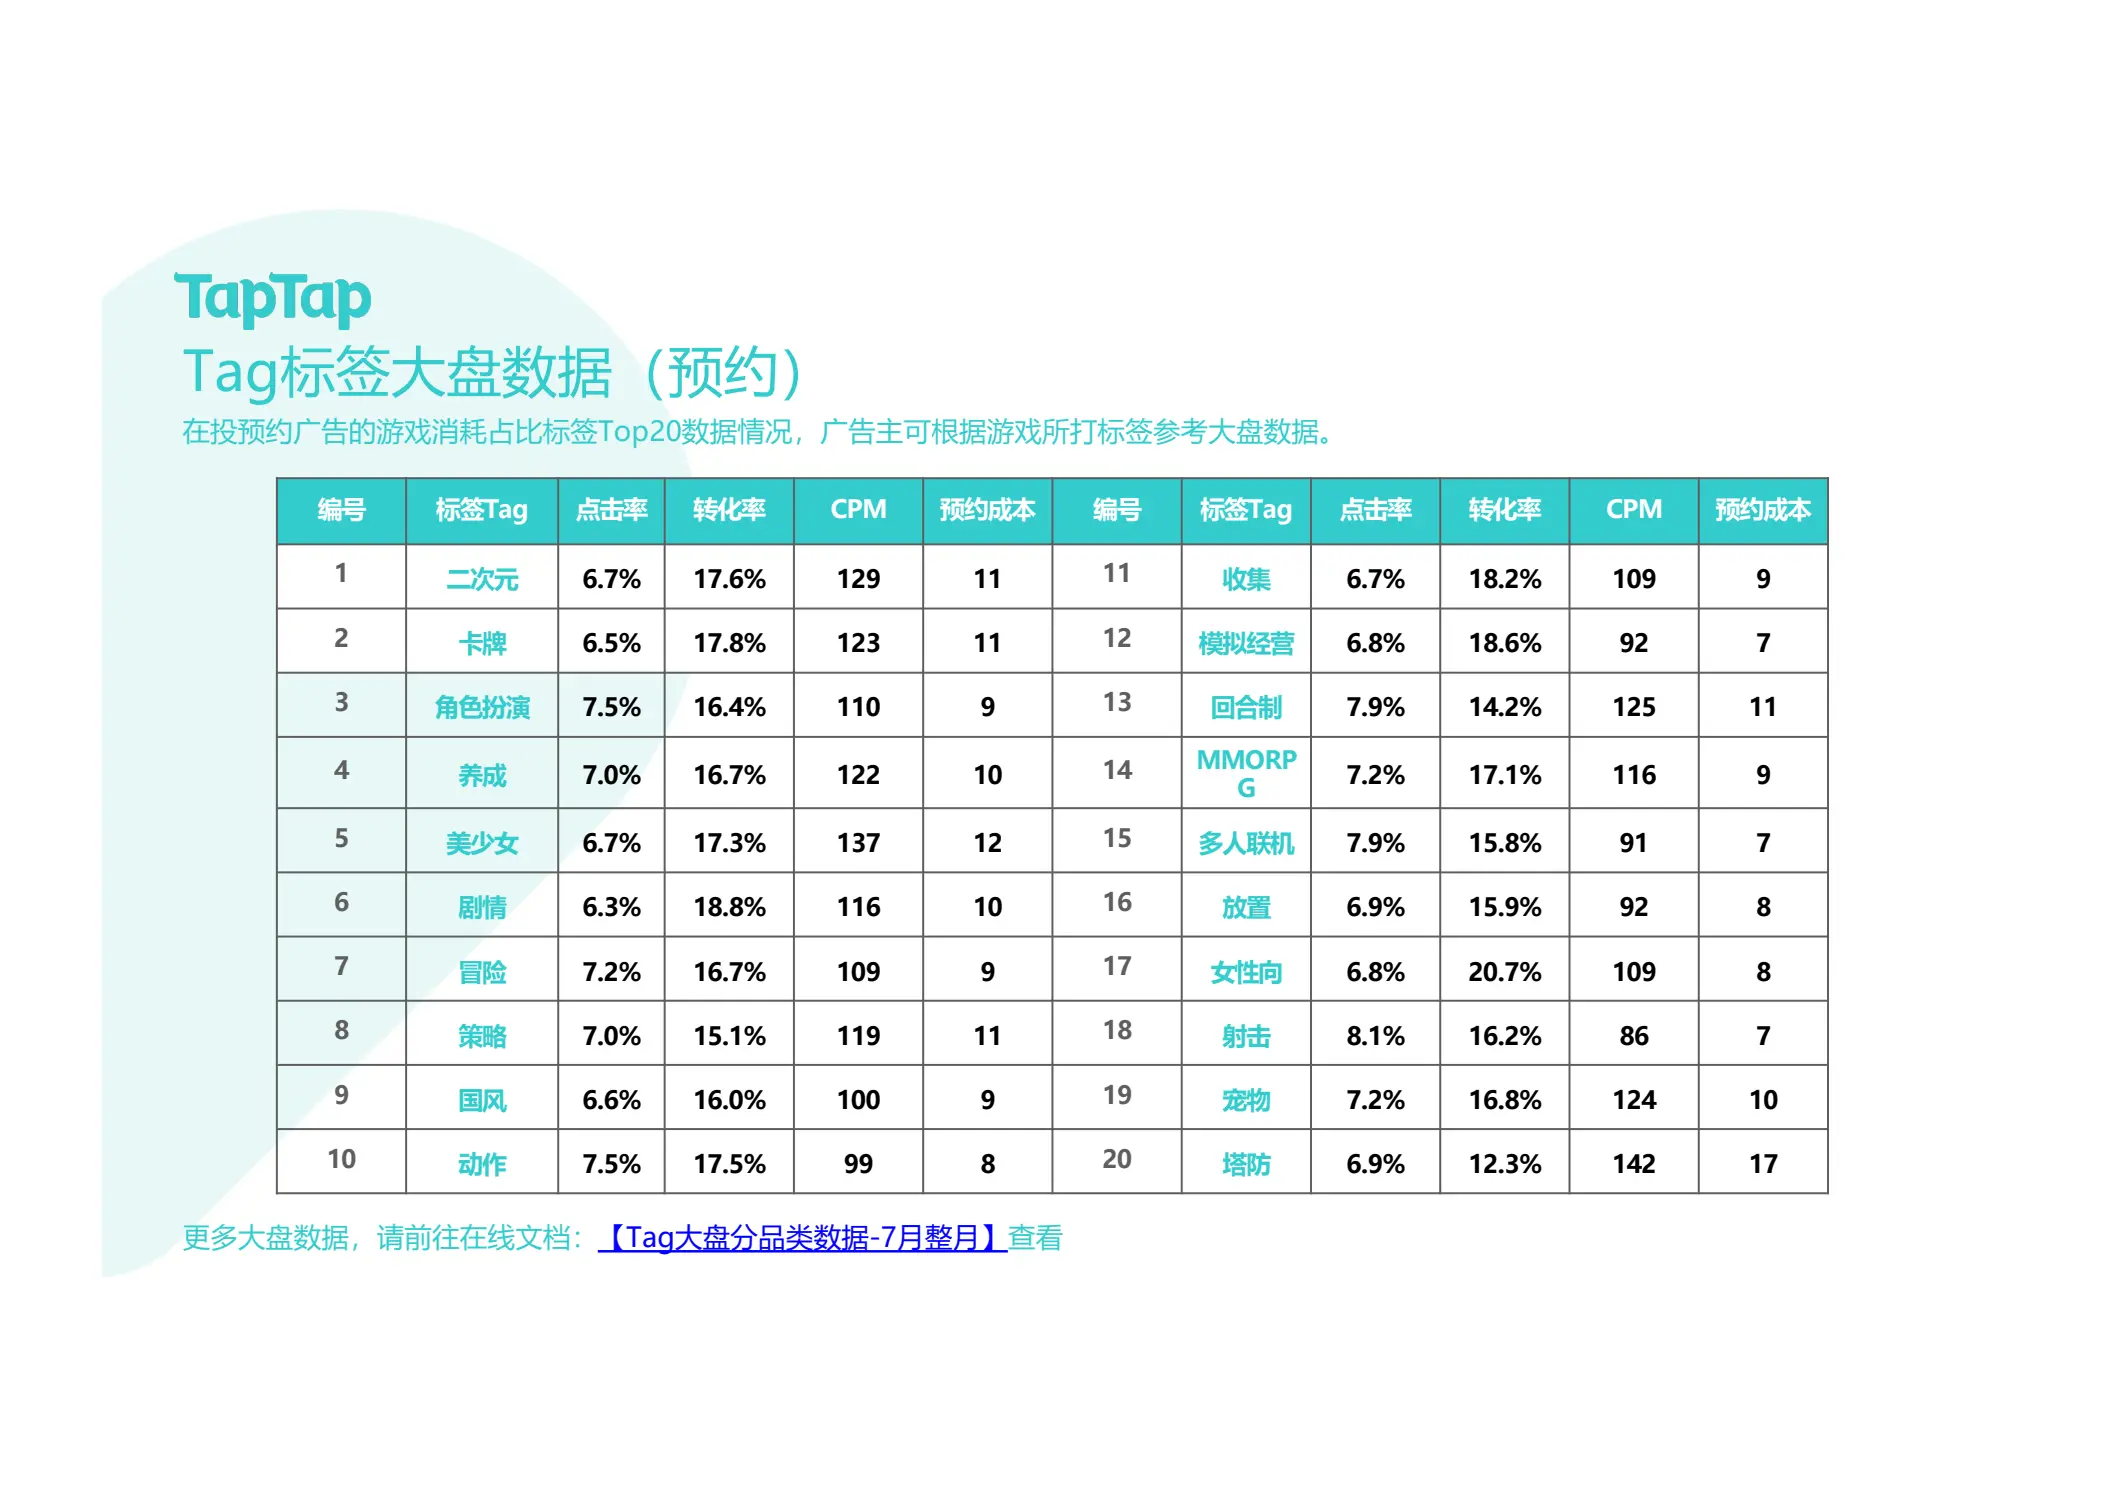 TapTap
Tag标签大盘数据（预约）
在投预约广告的游戏消耗占比标签Top20数据情况，广告主可根据游戏所打标签参考大盘数据。
编号 标签Tag 点击率 转化率 CPM 预约成本 编号 标签Tag 点击率 转化率 CPM 预约成本
1 二次元 6.7% 17.6% 129 11 11 收集 6.7% 18.2% 109 9
2 卡牌 6.5% 17.8% 123 11 12 模拟经营 6.8% 18.6% 92 7
3 角色扮演 7.5% 16.4% 110 9 13 回合制 7.9% 14.2% 125 11
4 养成 7.0% 16.7% 122 10 14 MMORP
G 7.2% 17.1% 116 9
5 美少女 6.7% 17.3% 137 12 15 多人联机 7.9% 15.8% 91 7
6 剧情 6.3% 18.8% 116 10 16 放置 6.9% 15.9% 92 8
7 冒险 7.2% 16.7% 109 9 17 女性向 6.8% 20.7% 109 8
8 策略 7.0% 15.1% 119 11 18 射击 8.1% 16.2% 86 7
9 国风 6.6% 16.0% 100 9 19 宠物 7.2% 16.8% 124 10
10 动作 7.5% 17.5% 99 8 20 塔防 6.9% 12.3% 142 17
更多大盘数据，请前往在线文档：【Tag大盘分品类数据-7月整月】查看